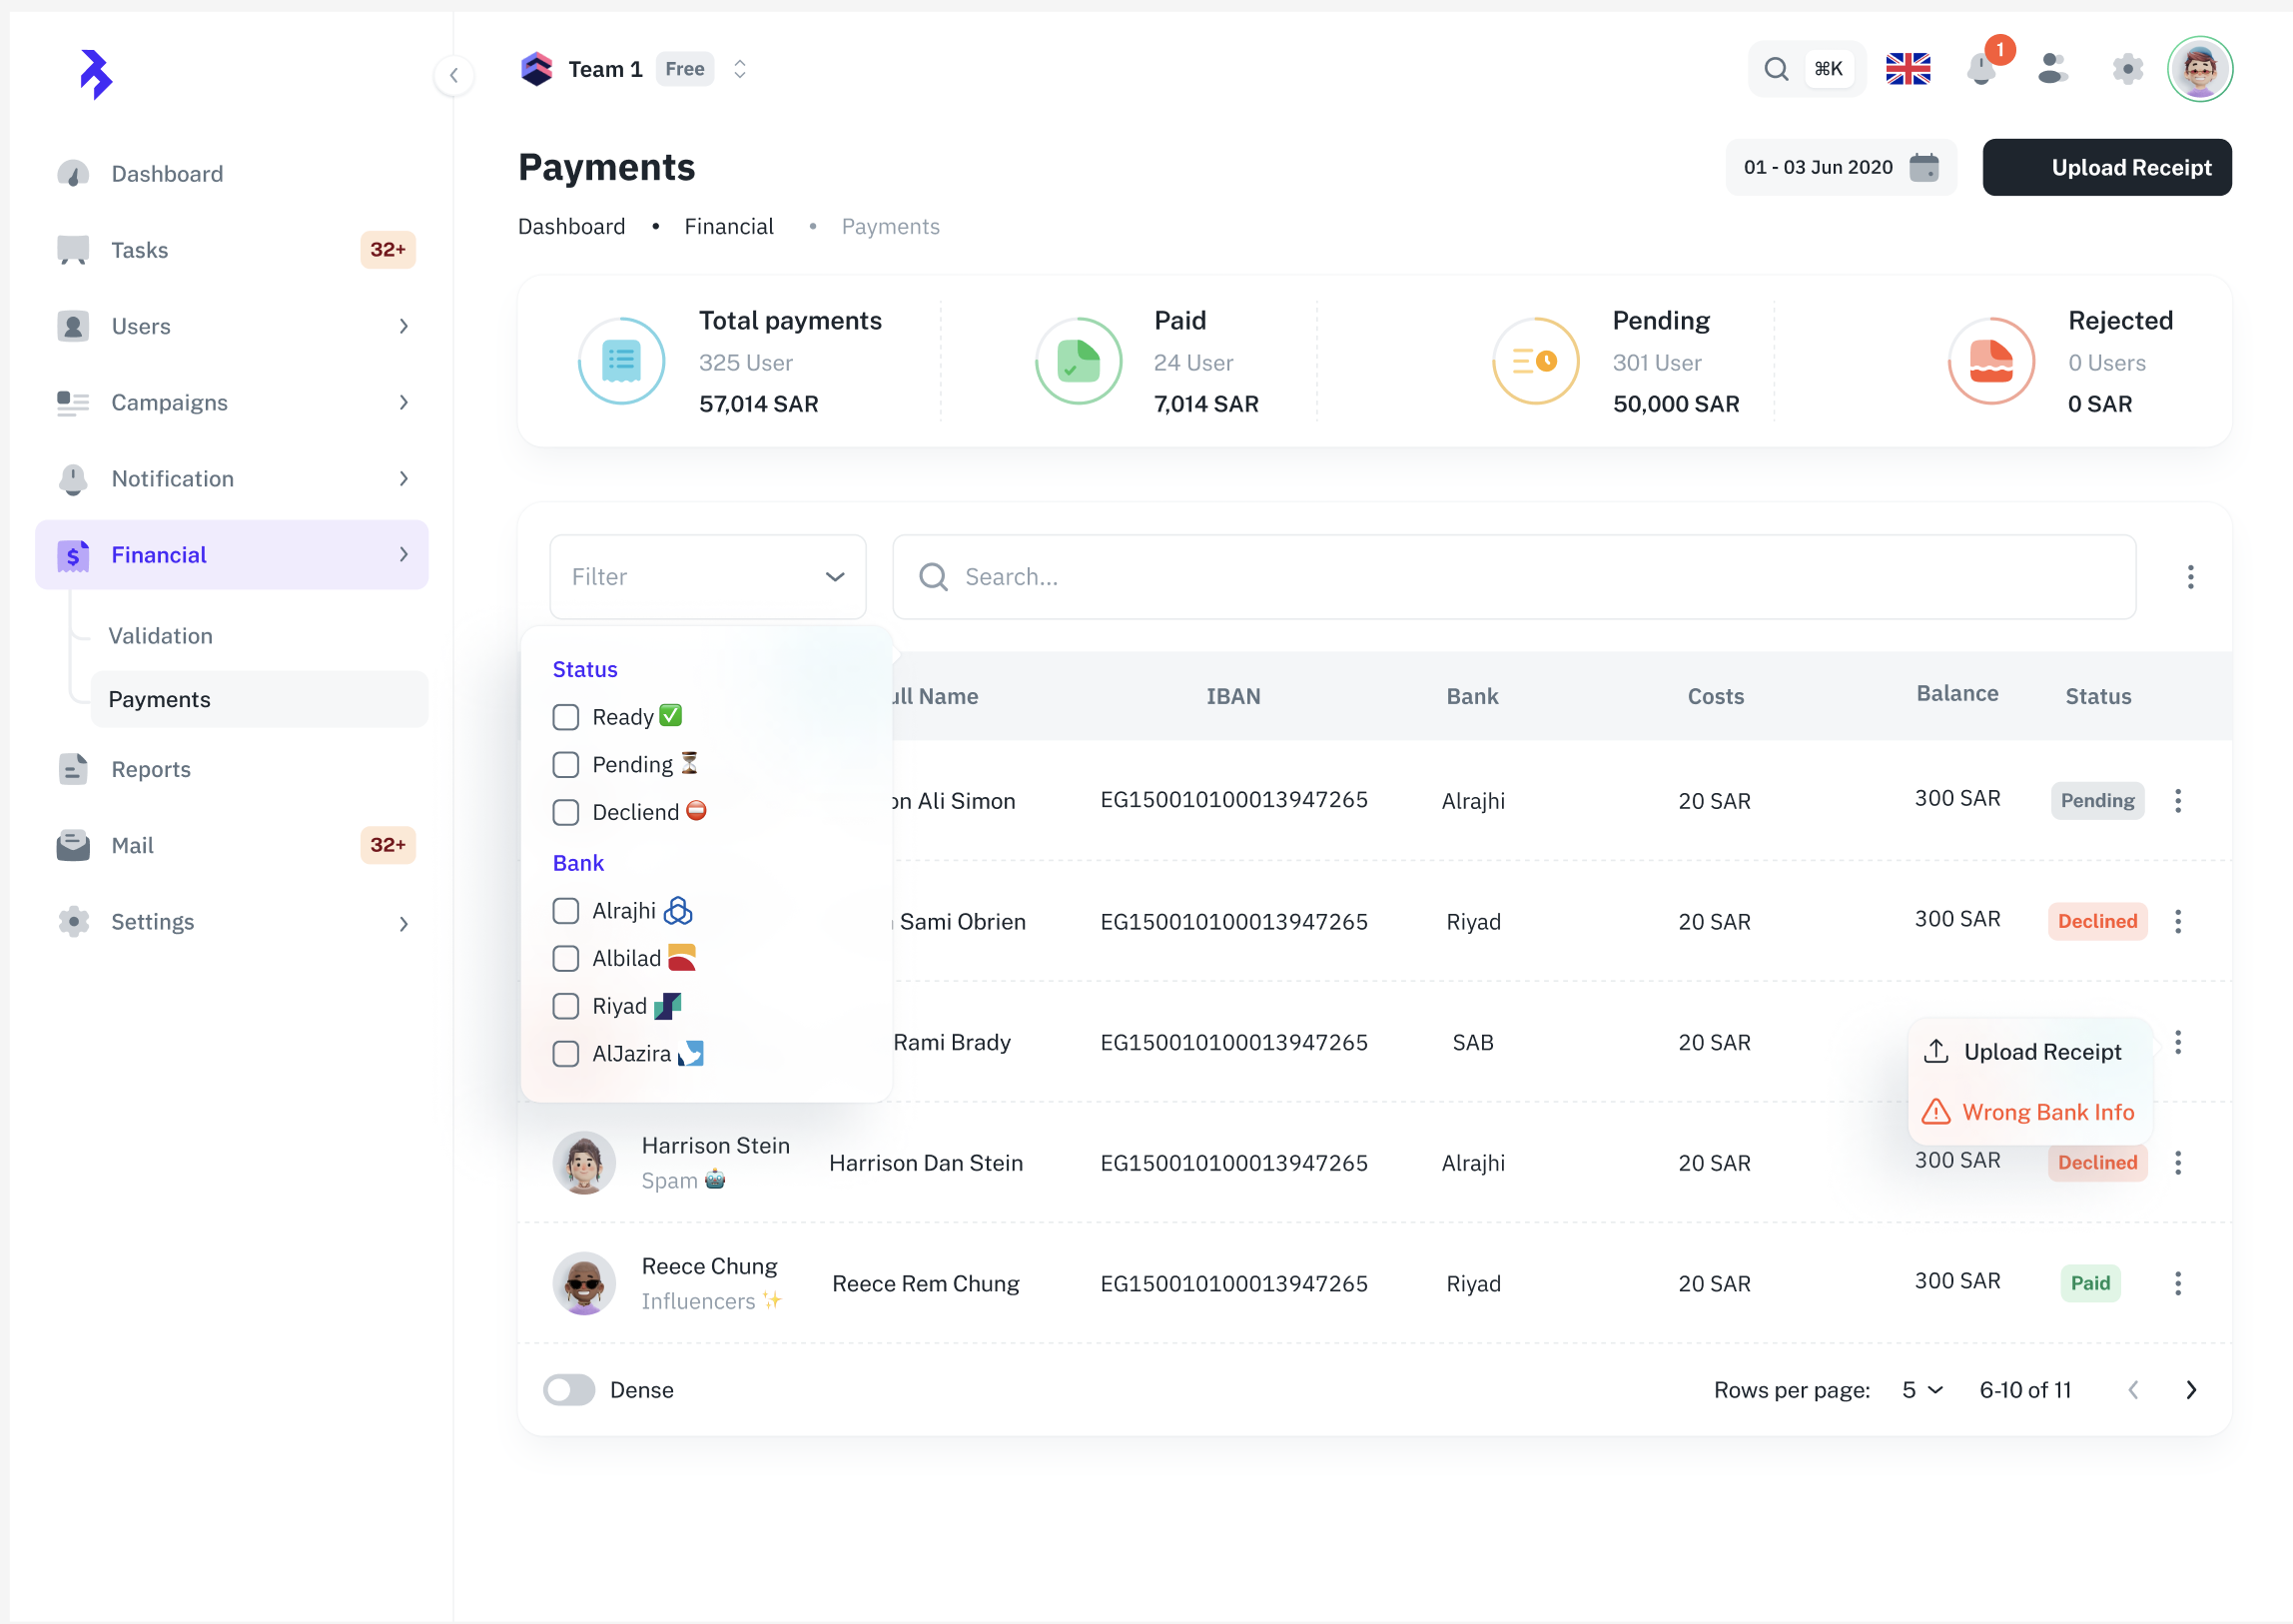 Team 1 Free
⌘K
1
Dashboard
Tasks 32+
Users
Campaigns
Notification
Financial
Validation
Payments
Reports
Mail 32+
Settings
Payments
01 - 03 Jun 2020
Upload Receipt
Dashboard • Financial • Payments
Total payments
325 User
57,014 SAR
Paid
24 User
7,014 SAR
Pending
301 User
50,000 SAR
Rejected
0 Users
0 SAR
Filter
Search...
Status
Ready ✅
Pending ⏳
Decliend ⛔
Bank
Alrajhi
Albilad
Riyad
AlJazira
Name IBAN Bank Costs Balance Status
Ali Simon EG150010100013947265 Alrajhi 20 SAR 300 SAR Pending
Sami Obrien EG150010100013947265 Riyad 20 SAR 300 SAR Declined
Rami Brady EG150010100013947265 SAB 20 SAR
Upload Receipt
Wrong Bank Info
Harrison Stein
Spam 🤖
Harrison Dan Stein EG150010100013947265 Alrajhi 20 SAR 300 SAR Declined
Reece Chung
Influencers ✨
Reece Rem Chung EG150010100013947265 Riyad 20 SAR 300 SAR Paid
Dense
Rows per page: 5 6-10 of 11